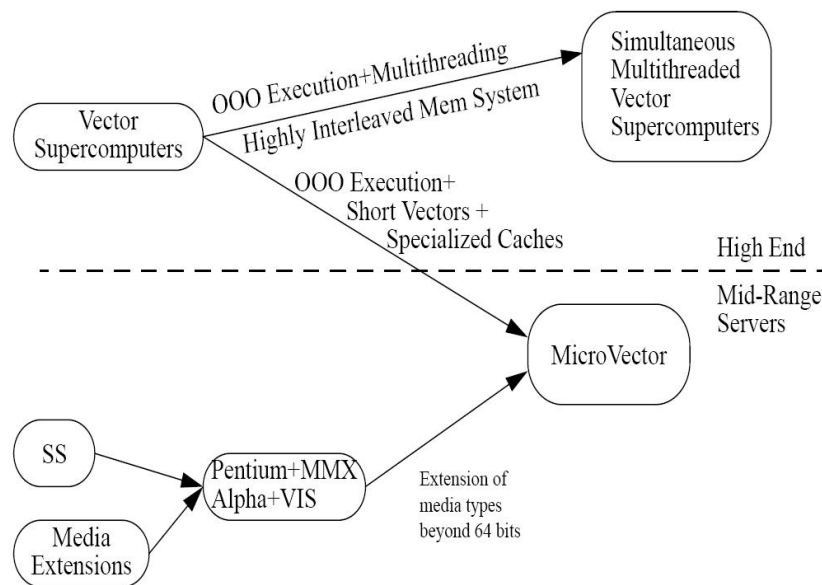 Vector
Supercomputers
OOO Execution+Multithreading
Highly Interleaved Mem System
Simultaneous
Multithreaded
Vector
Supercomputers
OOO Execution+
Short Vectors +
Specialized Caches
High End
Mid-Range
Servers
MicroVector
SS
Media
Extensions
Pentium+MMX
Alpha+VIS
Extension of
media types
beyond 64 bits